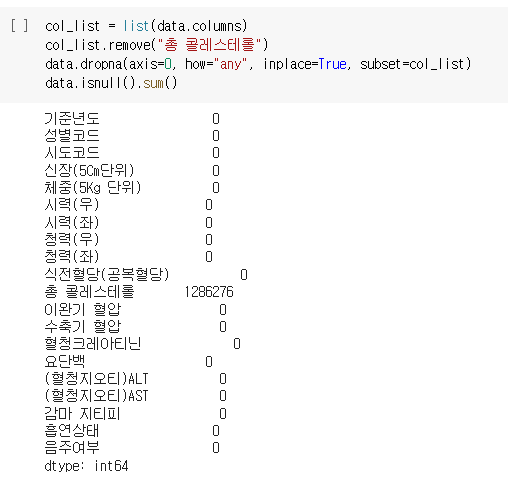 [ ] col_list = list(data.columns)
col_list.remove("총 콜레스테롤")
data.dropna(axis=0, how="any", inplace=True, subset=col_list)
data.isnull().sum()
기준년도 0
성별코드 0
시도코드 0
신장(5Cm단위) 0
체중(5Kg 단위) 0
시력(우) 0
시력(좌) 0
청력(우) 0
청력(좌) 0
식전혈당(공복혈당) 0
총 콜레스테롤 1286276
이완기 혈압 0
수축기 혈압 0
혈청크레아티닌 0
요단백 0
(혈청지오티)ALT 0
(혈청지오티)AST 0
감마 지티피 0
흡연상태 0
음주여부 0
dtype: int64